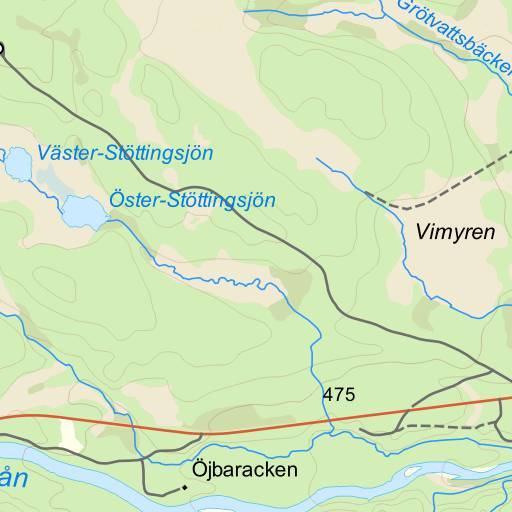 Grötvattsbäcken
Väster-Stöttingsjön
Öster-Stöttingsjön
Vimyren
475
Öjbaracken
ån